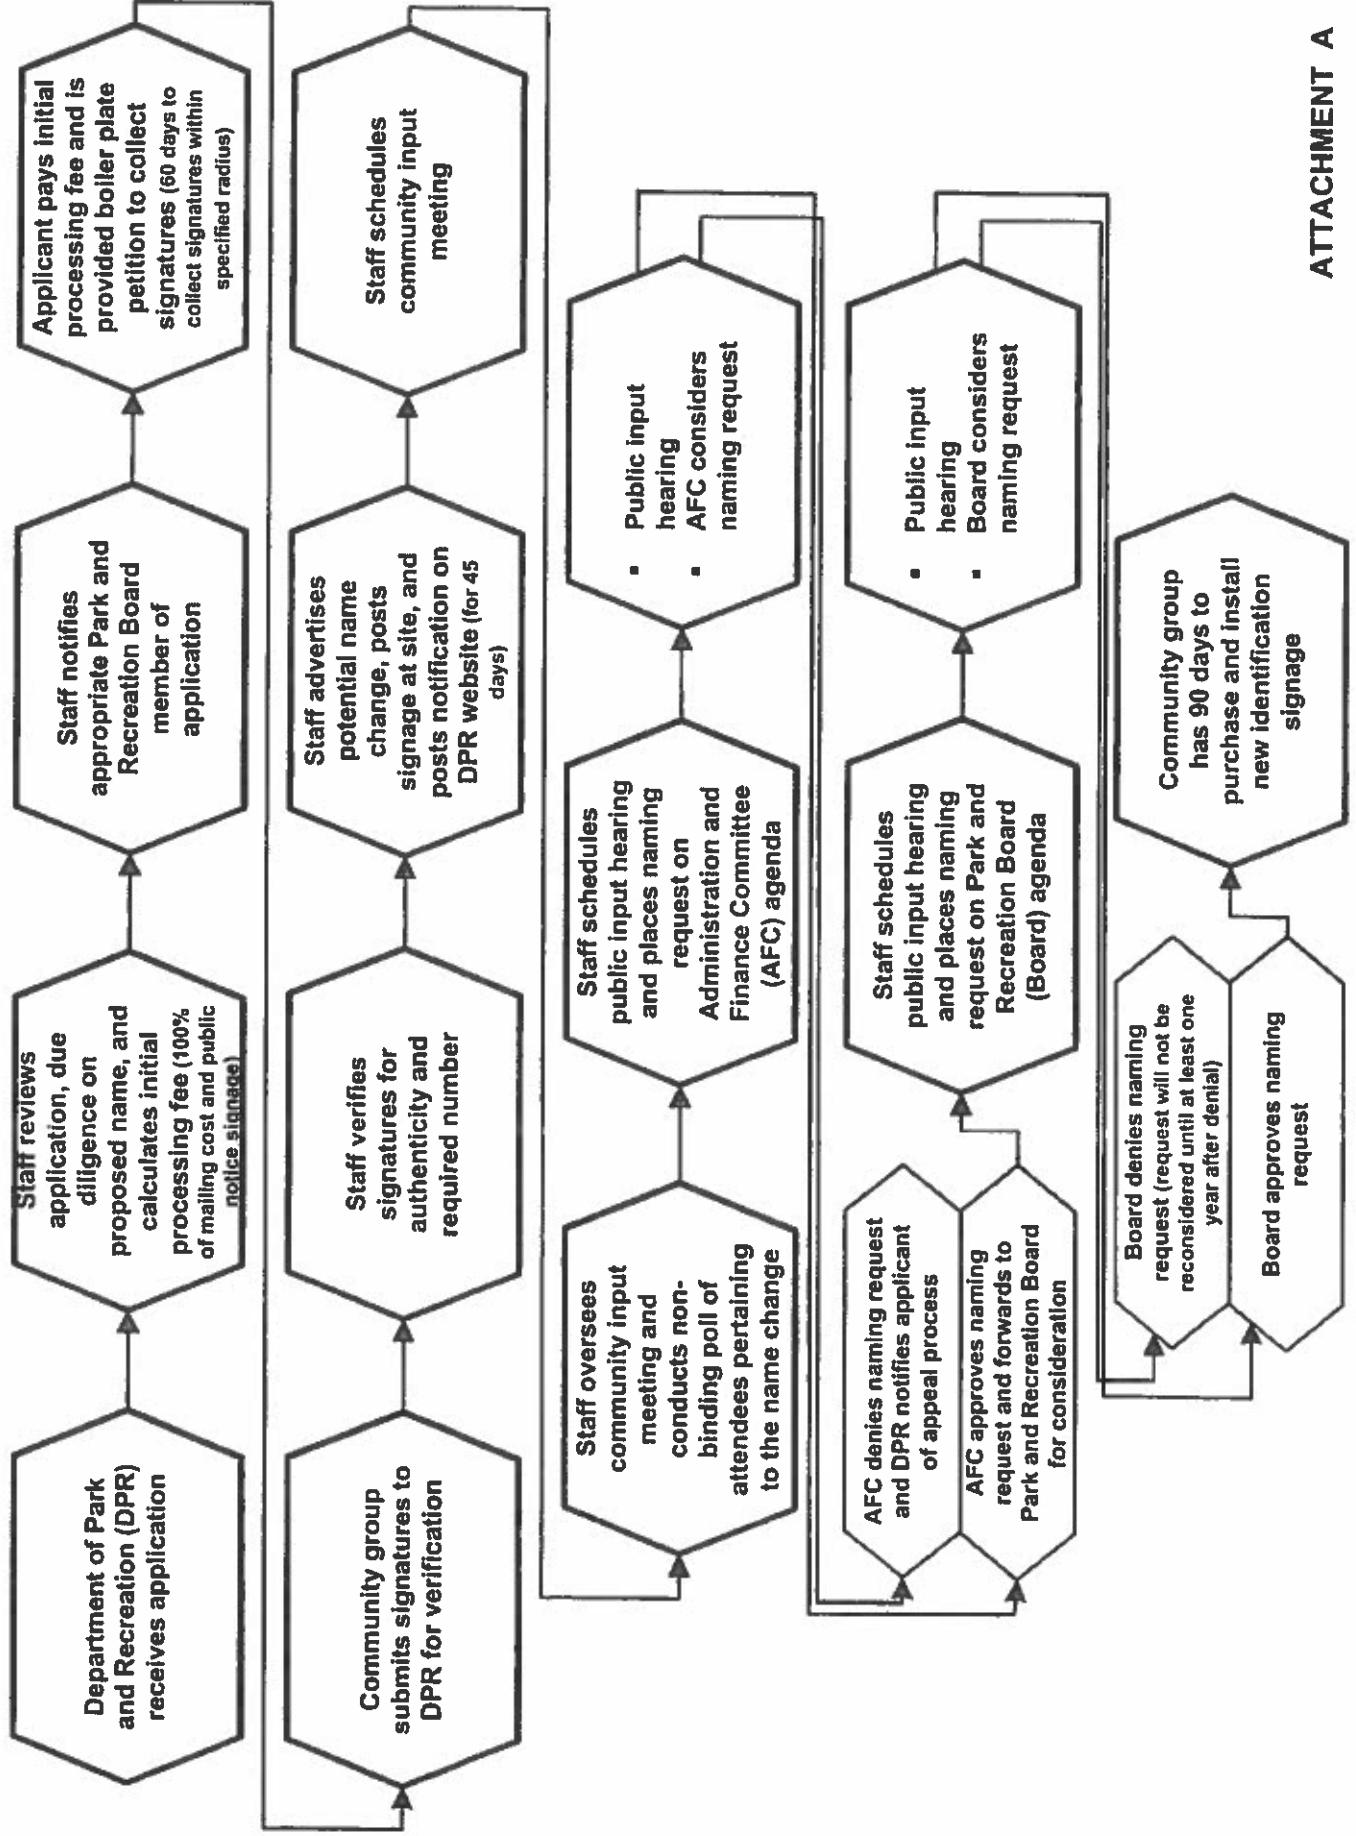 Department of Park
and Recreation (DPR)
receives application
Staff reviews
application, due
diligence on
proposed name, and
calculates initial
processing fee (100%
of mailing cost and public
notice signage)
Staff notifies
appropriate Park and
Recreation Board
member of
application
Applicant pays initial
processing fee and is
provided boiler plate
petition to collect
signatures (60 days to
collect signatures within
specified radius)
Community group
submits signatures to
DPR for verification
Staff verifies
signatures for
authenticity and
required number
Staff advertises
potential name
change, posts
signage at site, and
posts notification on
DPR website (for 45
days)
Staff schedules
community input
meeting
Staff oversees
community input
meeting and
conducts non-
binding poll of
attendees pertaining
to the name change
Staff schedules
public input hearing
and places naming
request on
Administration and
Finance Committee
(AFC) agenda
▪ Public input
hearing
▪ AFC considers
naming request
AFC denies naming request
and DPR notifies applicant
of appeal process
AFC approves naming
request and forwards to
Park and Recreation Board
for consideration
Staff schedules
public input hearing
and places naming
request on Park and
Recreation Board
(Board) agenda
▪ Public input
hearing
▪ Board considers
naming request
Board denies naming
request (request will not be
reconsidered until at least one
year after denial)
Board approves naming
request
Community group
has 90 days to
purchase and install
new identification
signage
ATTACHMENT A